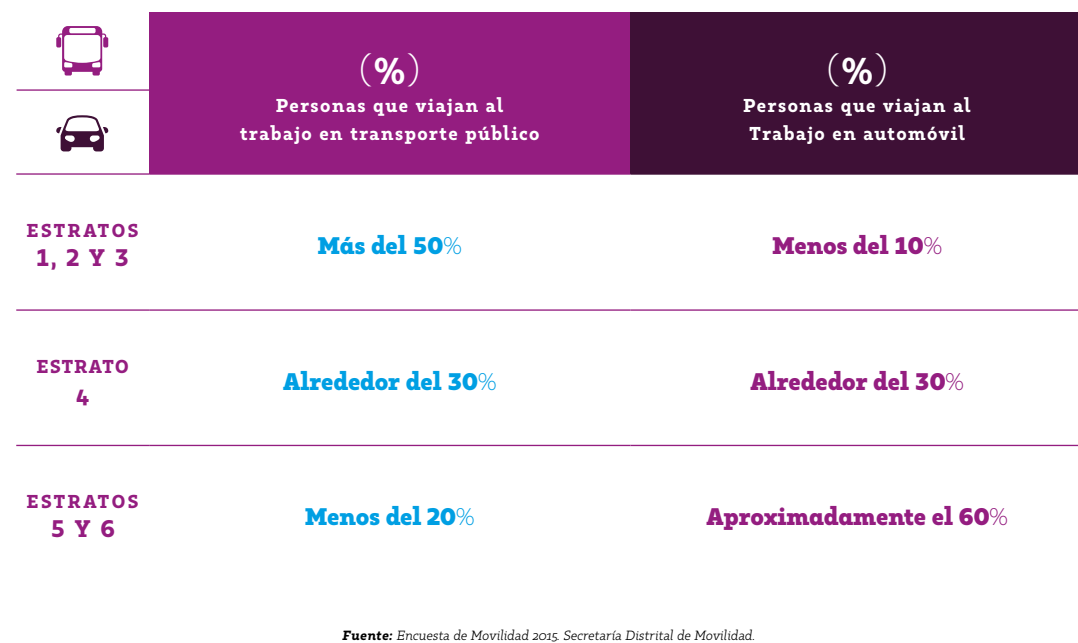 (%)
Personas que viajan al
trabajo en transporte público
(%)
Personas que viajan al
Trabajo en automóvil
ESTRATOS
1, 2 Y 3
Más del 50%
Menos del 10%
ESTRATO
4
Alrededor del 30%
Alrededor del 30%
ESTRATOS
5 Y 6
Menos del 20%
Aproximadamente el 60%
Fuente: Encuesta de Movilidad 2015. Secretaría Distrital de Movilidad.